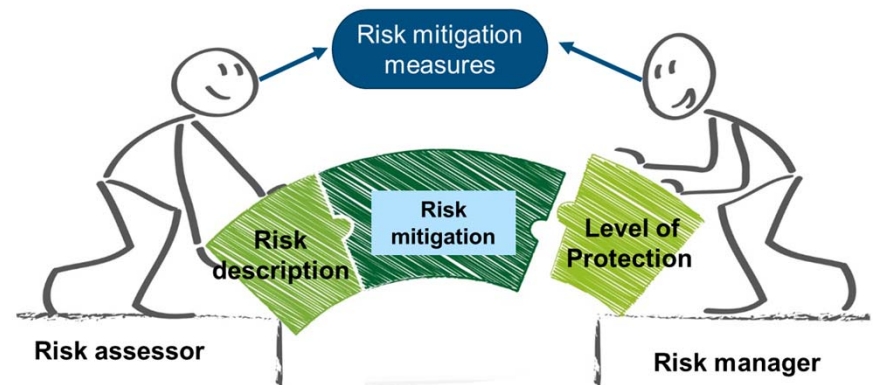 Risk mitigation
measures
Risk
description
Risk
mitigation
Level of
Protection
Risk assessor
Risk manager